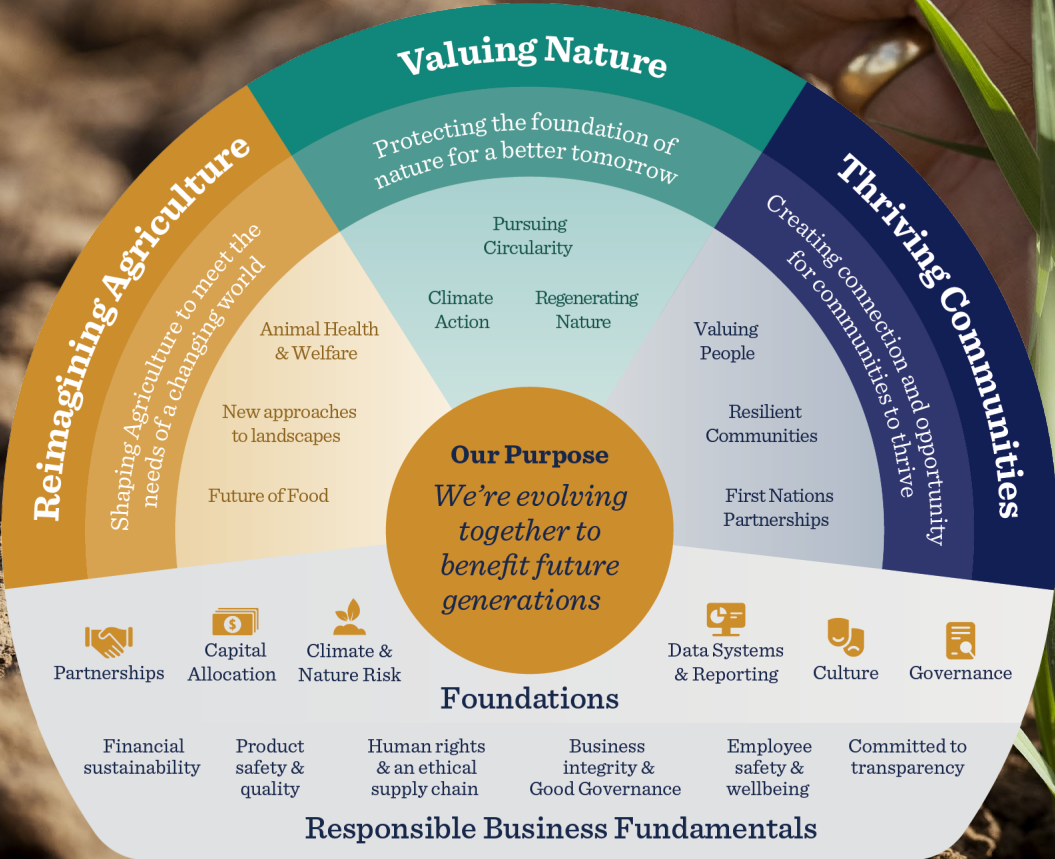 Valuing Nature
Protecting the foundation of
nature for a better tomorrow
Pursuing
Circularity
Climate
Action
Regenerating
Nature
Reimagining Agriculture
Shaping Agriculture to meet the
needs of a changing world
Animal Health
& Welfare
New approaches
to landscapes
Future of Food
Thriving Communities
Creating connection and opportunity
for communities to thrive
Valuing
People
Resilient
Communities
First Nations
Partnerships
Our Purpose
We're evolving
together to
benefit future
generations
Partnerships
Capital
Allocation
Climate &
Nature Risk
Data Systems
& Reporting
Culture
Governance
Foundations
Financial
sustainability
Product
safety &
quality
Human rights
& an ethical
supply chain
Business
integrity &
Good Governance
Employee
safety &
wellbeing
Committed to
transparency
Responsible Business Fundamentals